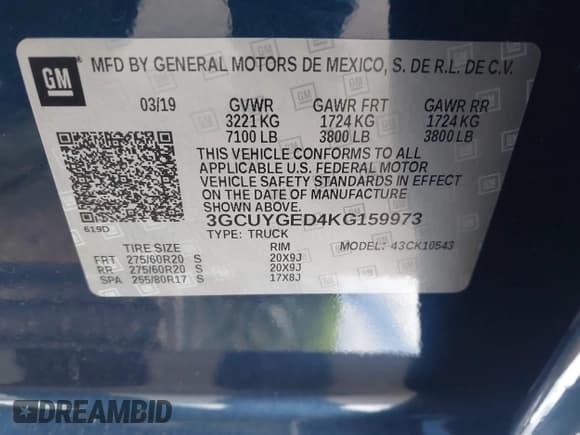 GM
MFD BY GENERAL MOTORS DE MEXICO, S. DE R.L. DE C.V.
03/19 GVWR GAWR FRT GAWR RR
3221 KG 1724 KG 1724 KG
7100 LB 3800 LB 3800 LB
THIS VEHICLE CONFORMS TO ALL
APPLICABLE U.S. FEDERAL MOTOR
VEHICLE SAFETY STANDARDS IN EFFECT
ON THE DATE OF MANUFACTURE
SHOWN ABOVE.
3GCUYGED4KG159973
619D TYPE: TRUCK MODEL: 43CK10543
TIRE SIZE RIM
FRT 275/60R20 S 20X9J
RR 275/60R20 S 20X9J
SPA 255/80R17 S 17X8J
DREAMBID